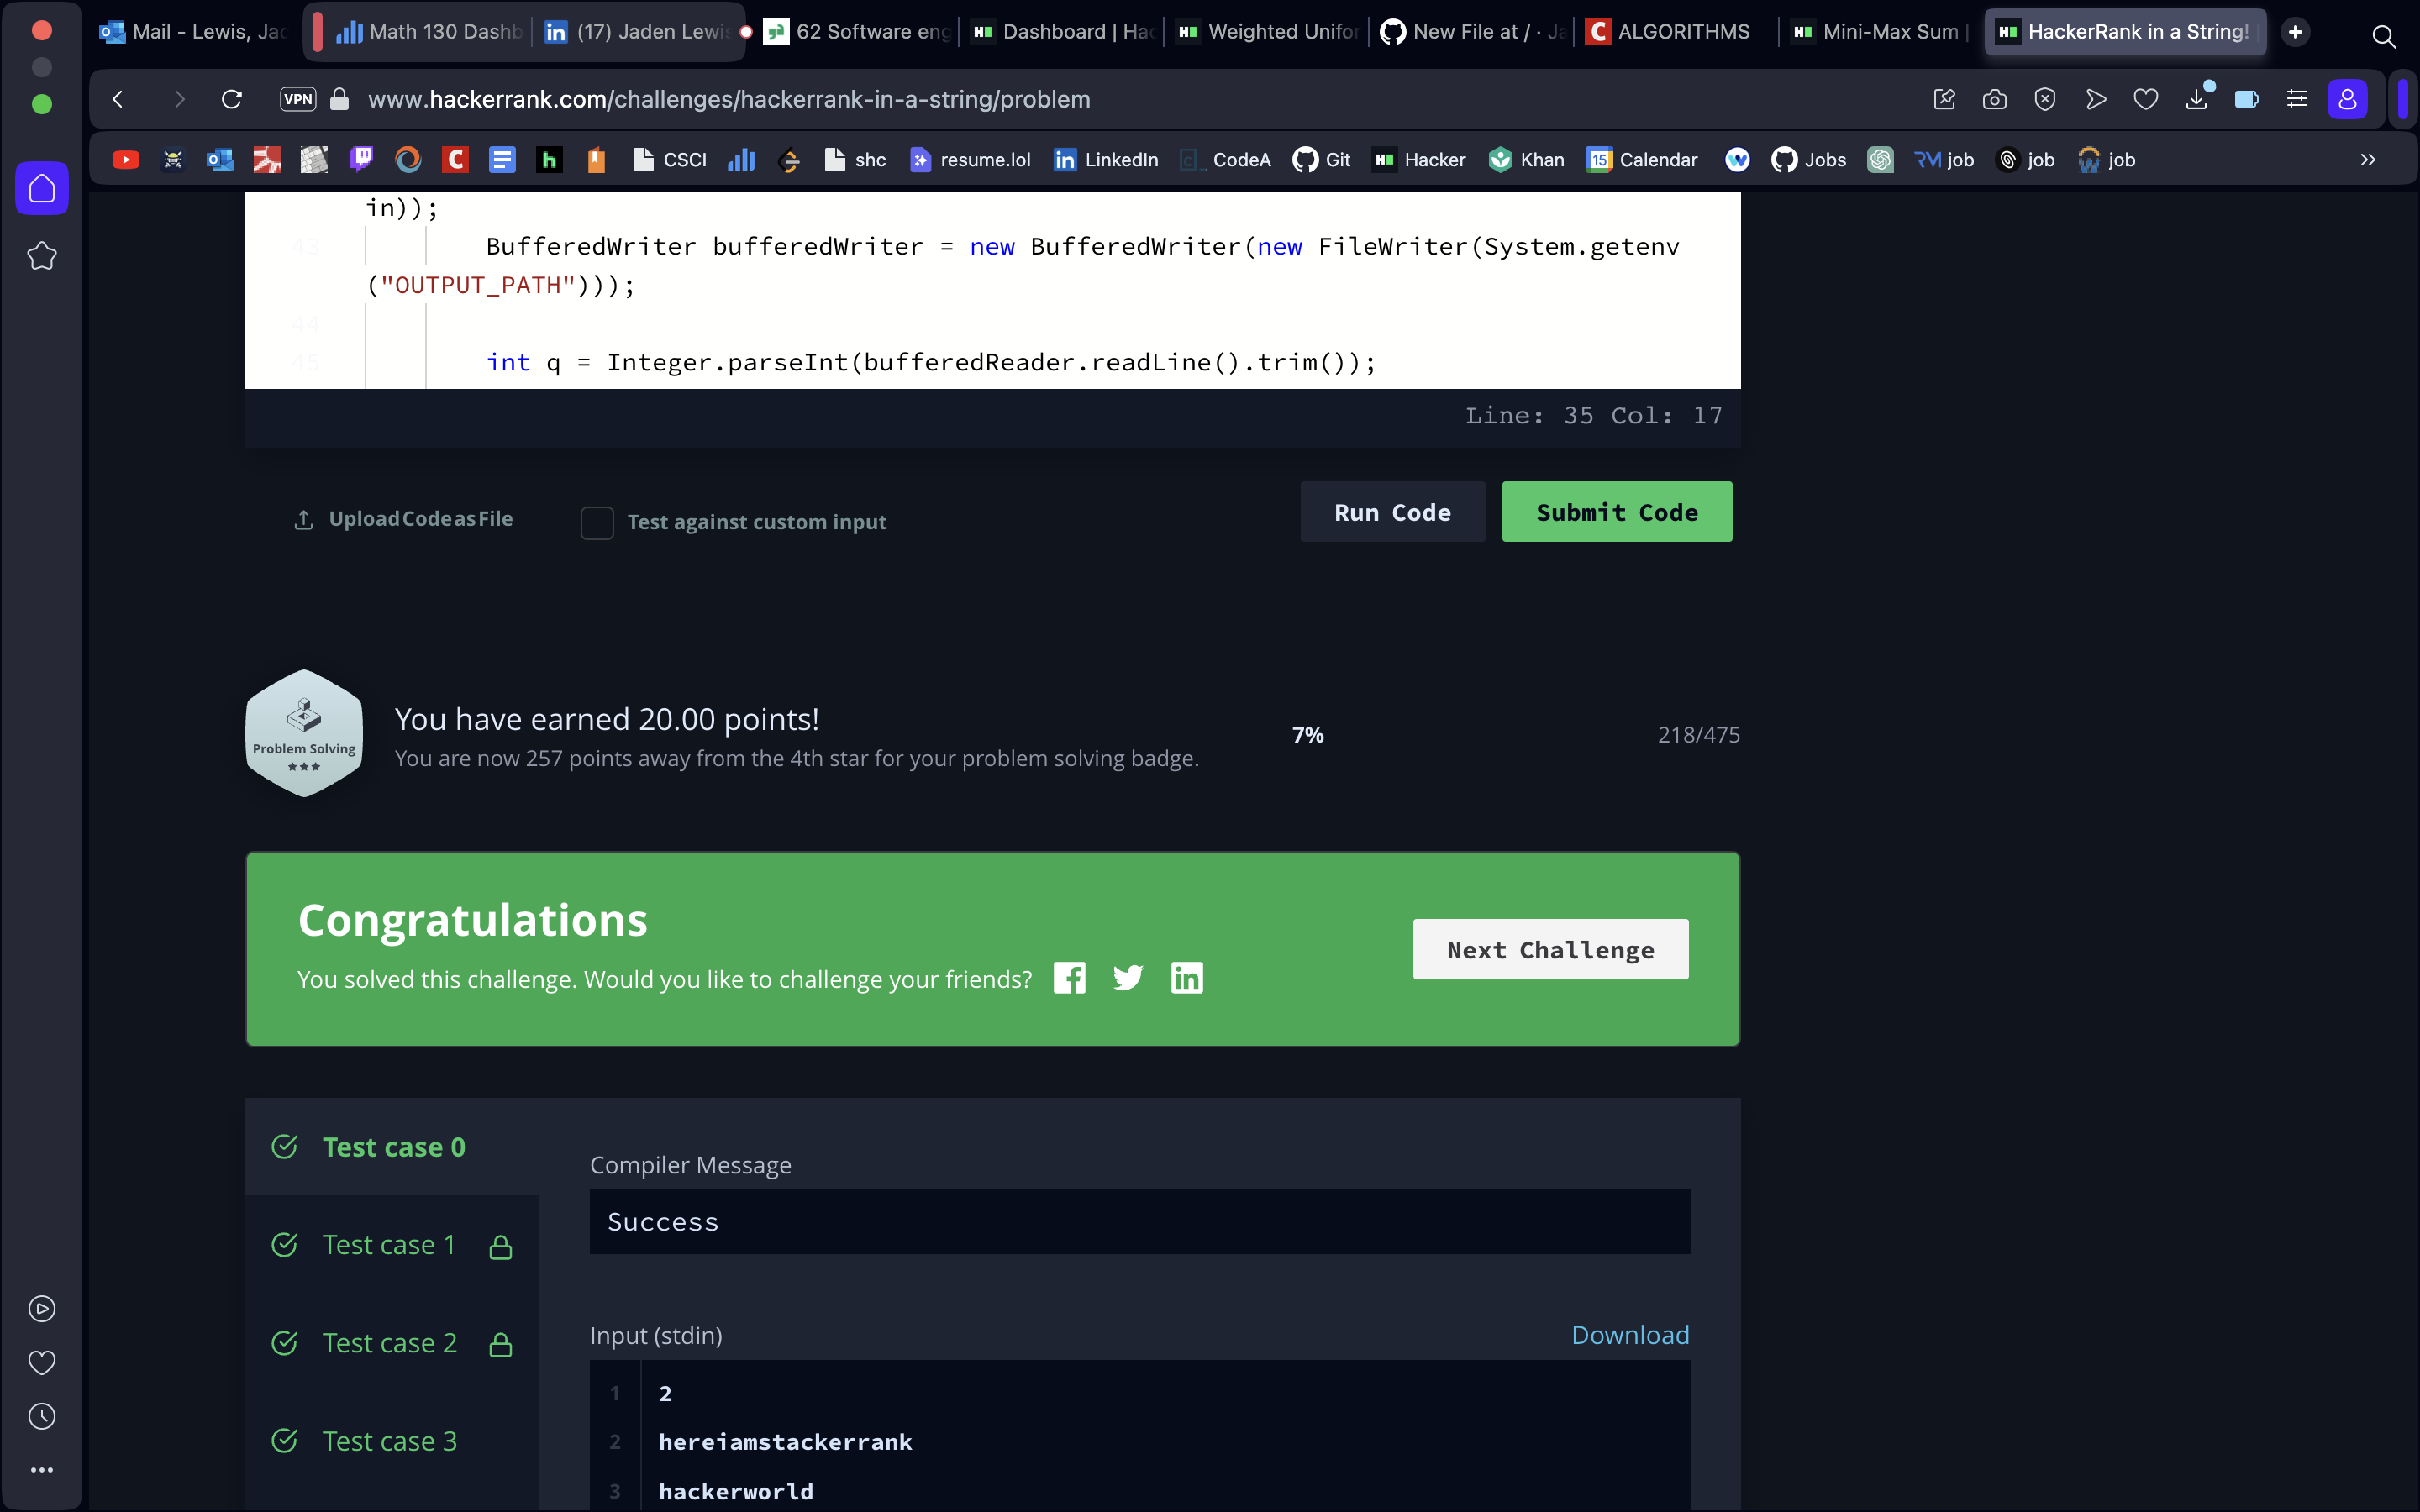 Mail - Lewis, Jac
Math 130 Dashb
(17) Jaden Lewis
62 Software eng
Dashboard | Hac
Weighted Unifor
New File at / · Ja
ALGORITHMS
Mini-Max Sum |
HackerRank in a String!
VPN
www.hackerrank.com/challenges/hackerrank-in-a-string/problem
CSCI
shc
resume.lol
LinkedIn
CodeA
Git
Hacker
Khan
15 Calendar
Jobs
RM job
job
job
in));
43 BufferedWriter bufferedWriter = new BufferedWriter(new FileWriter(System.getenv
("OUTPUT_PATH")));
44
45 int q = Integer.parseInt(bufferedReader.readLine().trim());
Line: 35 Col: 17
Upload Code as File
Test against custom input
Run Code
Submit Code
Problem Solving
You have earned 20.00 points!
You are now 257 points away from the 4th star for your problem solving badge.
7%
218/475
Congratulations
You solved this challenge. Would you like to challenge your friends?
Next Challenge
Test case 0
Test case 1
Test case 2
Test case 3
Compiler Message
Success
Input (stdin)
Download
1 2
2 hereiamstackerrank
3 hackerworld